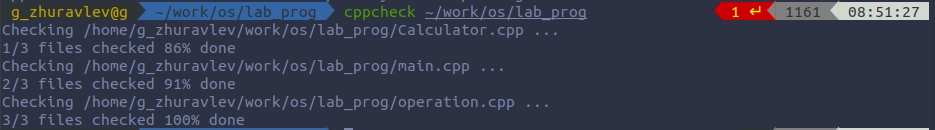 g_zhuravlev@g ~/work/os/lab_prog cppcheck ~/work/os/lab_prog 1 ↵ 1161 08:51:27
Checking /home/g_zhuravlev/work/os/lab_prog/Calculator.cpp ...
1/3 files checked 86% done
Checking /home/g_zhuravlev/work/os/lab_prog/main.cpp ...
2/3 files checked 91% done
Checking /home/g_zhuravlev/work/os/lab_prog/operation.cpp ...
3/3 files checked 100% done